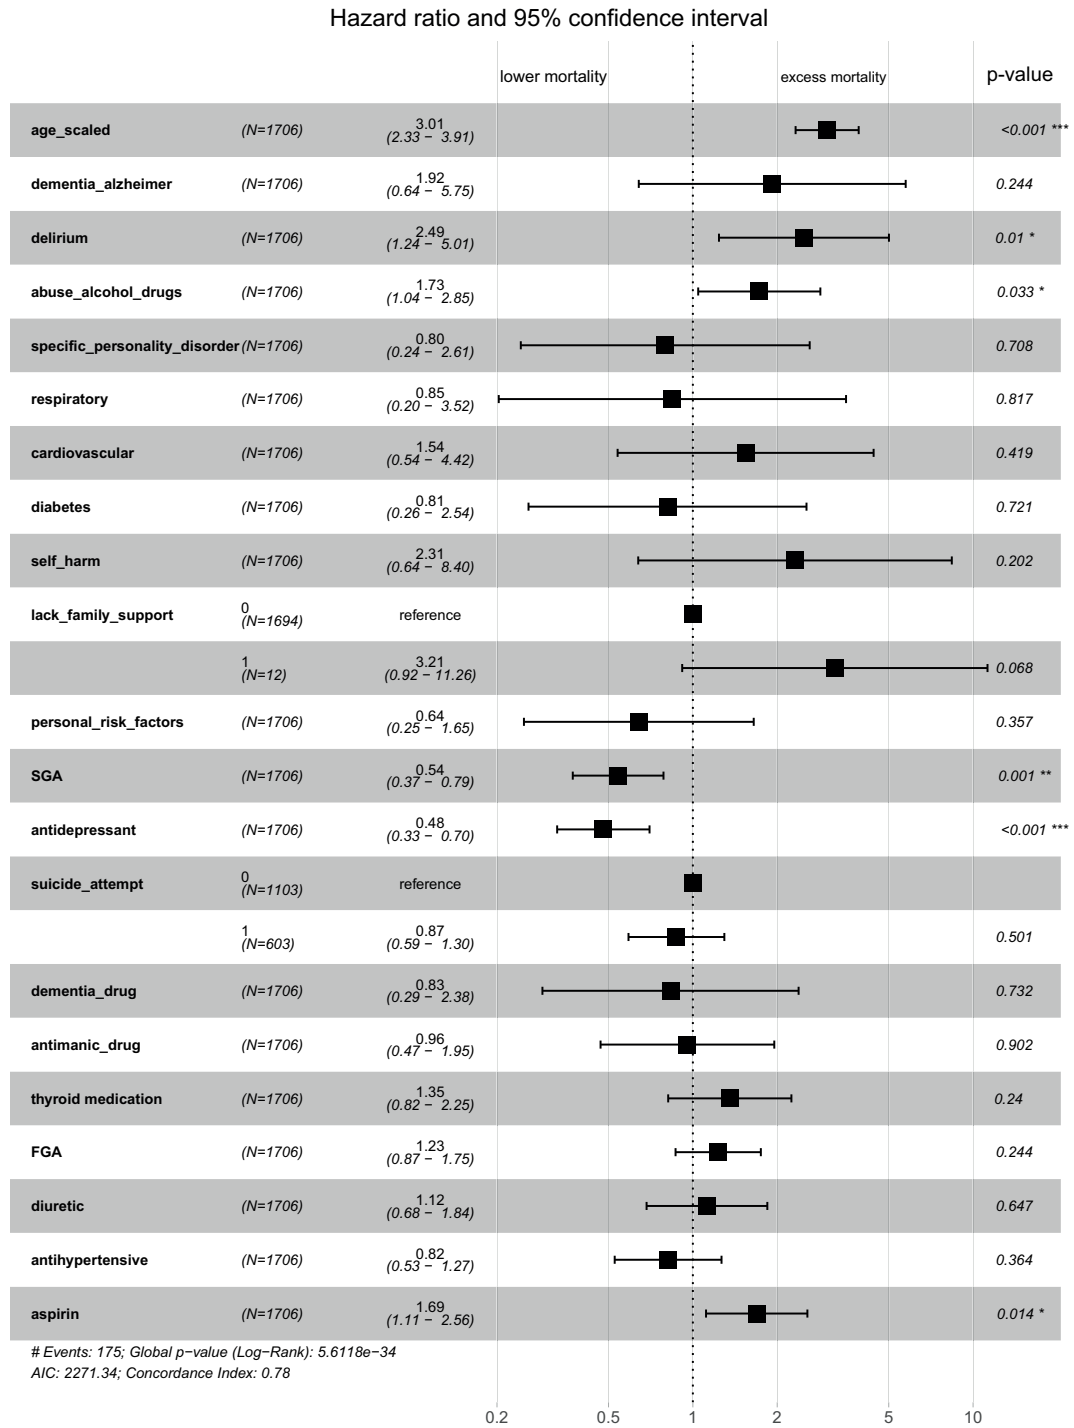 Hazard ratio and 95% confidence interval
lower mortality excess mortality p-value
age_scaled (N=1706) 3.01 <0.001 ***
(2.33 − 3.91)
dementia_alzheimer (N=1706) 1.92 0.244
(0.64 − 5.75)
delirium (N=1706) 2.49 0.01 *
(1.24 − 5.01)
abuse_alcohol_drugs (N=1706) 1.73 0.033 *
(1.04 − 2.85)
specific_personality_disorder (N=1706) 0.80 0.708
(0.24 − 2.61)
respiratory (N=1706) 0.85 0.817
(0.20 − 3.52)
cardiovascular (N=1706) 1.54 0.419
(0.54 − 4.42)
diabetes (N=1706) 0.81 0.721
(0.26 − 2.54)
self_harm (N=1706) 2.31 0.202
(0.64 − 8.40)
lack_family_support 0 reference
(N=1694)
1 3.21 0.068
(N=12) (0.92 − 11.26)
personal_risk_factors (N=1706) 0.64 0.357
(0.25 − 1.65)
SGA (N=1706) 0.54 0.001 **
(0.37 − 0.79)
antidepressant (N=1706) 0.48 <0.001 ***
(0.33 − 0.70)
suicide_attempt 0 reference
(N=1103)
1 0.87 0.501
(N=603) (0.59 − 1.30)
dementia_drug (N=1706) 0.83 0.732
(0.29 − 2.38)
antimanic_drug (N=1706) 0.96 0.902
(0.47 − 1.95)
thyroid medication (N=1706) 1.35 0.24
(0.82 − 2.25)
FGA (N=1706) 1.23 0.244
(0.87 − 1.75)
diuretic (N=1706) 1.12 0.647
(0.68 − 1.84)
antihypertensive (N=1706) 0.82 0.364
(0.53 − 1.27)
aspirin (N=1706) 1.69 0.014 *
(1.11 − 2.56)
# Events: 175; Global p−value (Log−Rank): 5.6118e−34
AIC: 2271.34; Concordance Index: 0.78
0.2 0.5 1 2 5 10